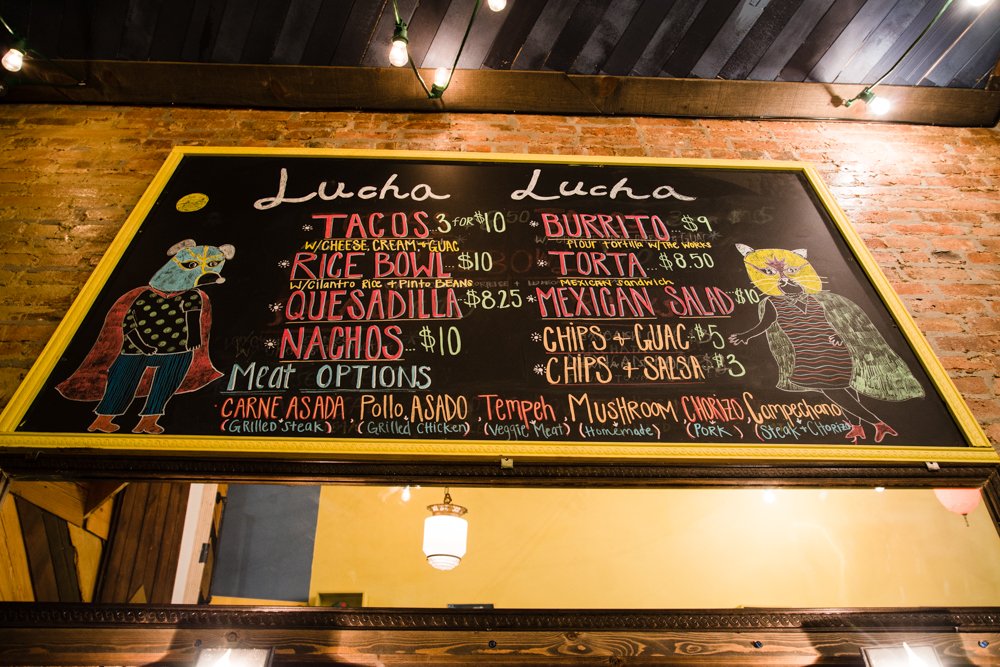 Lucha Lucha
* TACOS 3 FOR $10
W/CHEESE, CREAM, + GUAC
* RICE BOWL...$10
W/Cilantro Rice + Pinto BEANS
* QUESADILLA $8.25
* NACHOS... $10
* BURRITO... $9
Flour Tortilla W/The Works
* TORTA...$8.50
MEXICAN SANDWICH
* MEXICAN SALAD $10
* CHIPS + GUAC $5
* CHIPS + SALSA $3
Meat OPTIONS
CARNE ASADA, Pollo ASADO, Tempeh, MUSHROOM, CHORIZO, Campechano
(Grilled Steak) (Grilled Chicken) (Veggie Meat) (Homemade) (Pork) (Steak + Chorizo)